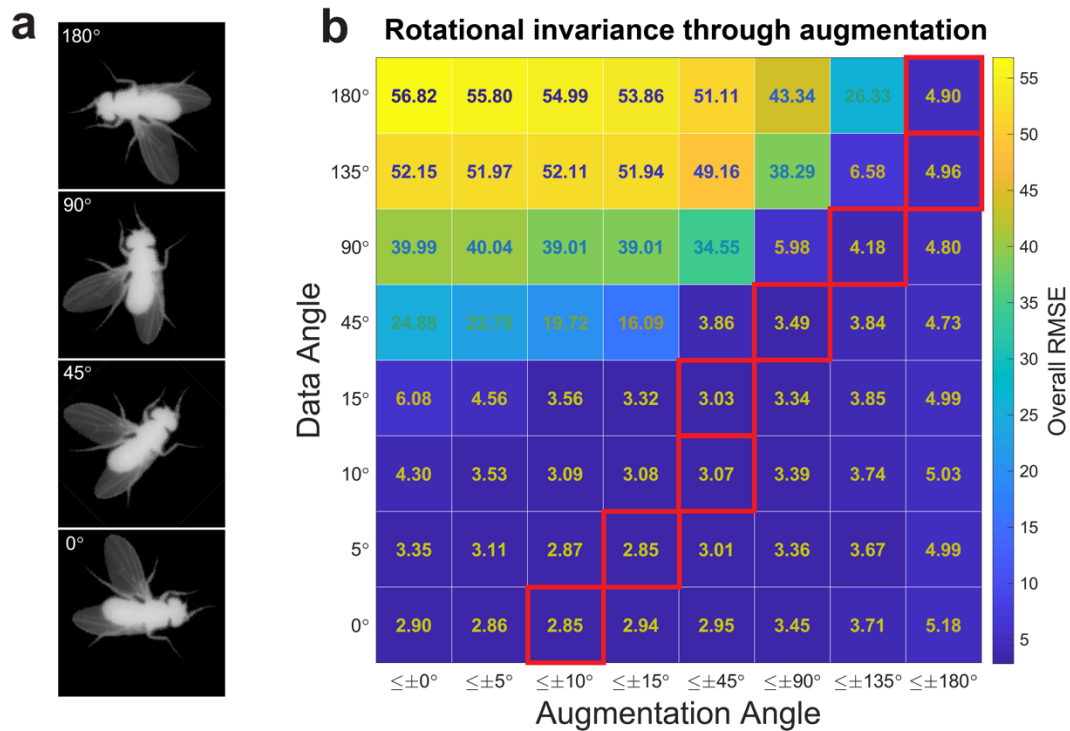 a
180°
90°
45°
0°
b Rotational invariance through augmentation
180° 56.82 55.80 54.99 53.86 51.11 43.34 26.33 4.90
135° 52.15 51.97 52.11 51.94 49.16 38.29 6.58 4.96
90° 39.99 40.04 39.01 39.01 34.55 5.98 4.18 4.80
45° 24.88 22.75 19.72 16.09 3.86 3.49 3.84 4.73
15° 6.08 4.56 3.56 3.32 3.03 3.34 3.85 4.99
10° 4.30 3.53 3.09 3.08 3.07 3.39 3.74 5.03
5° 3.35 3.11 2.87 2.85 3.01 3.36 3.67 4.99
0° 2.90 2.86 2.85 2.94 2.95 3.45 3.71 5.18
≤±0° ≤±5° ≤±10° ≤±15° ≤±45° ≤±90° ≤±135° ≤±180°
Augmentation Angle
Data Angle
55
50
45
40
35
30
25
20
15
10
5
Overall RMSE